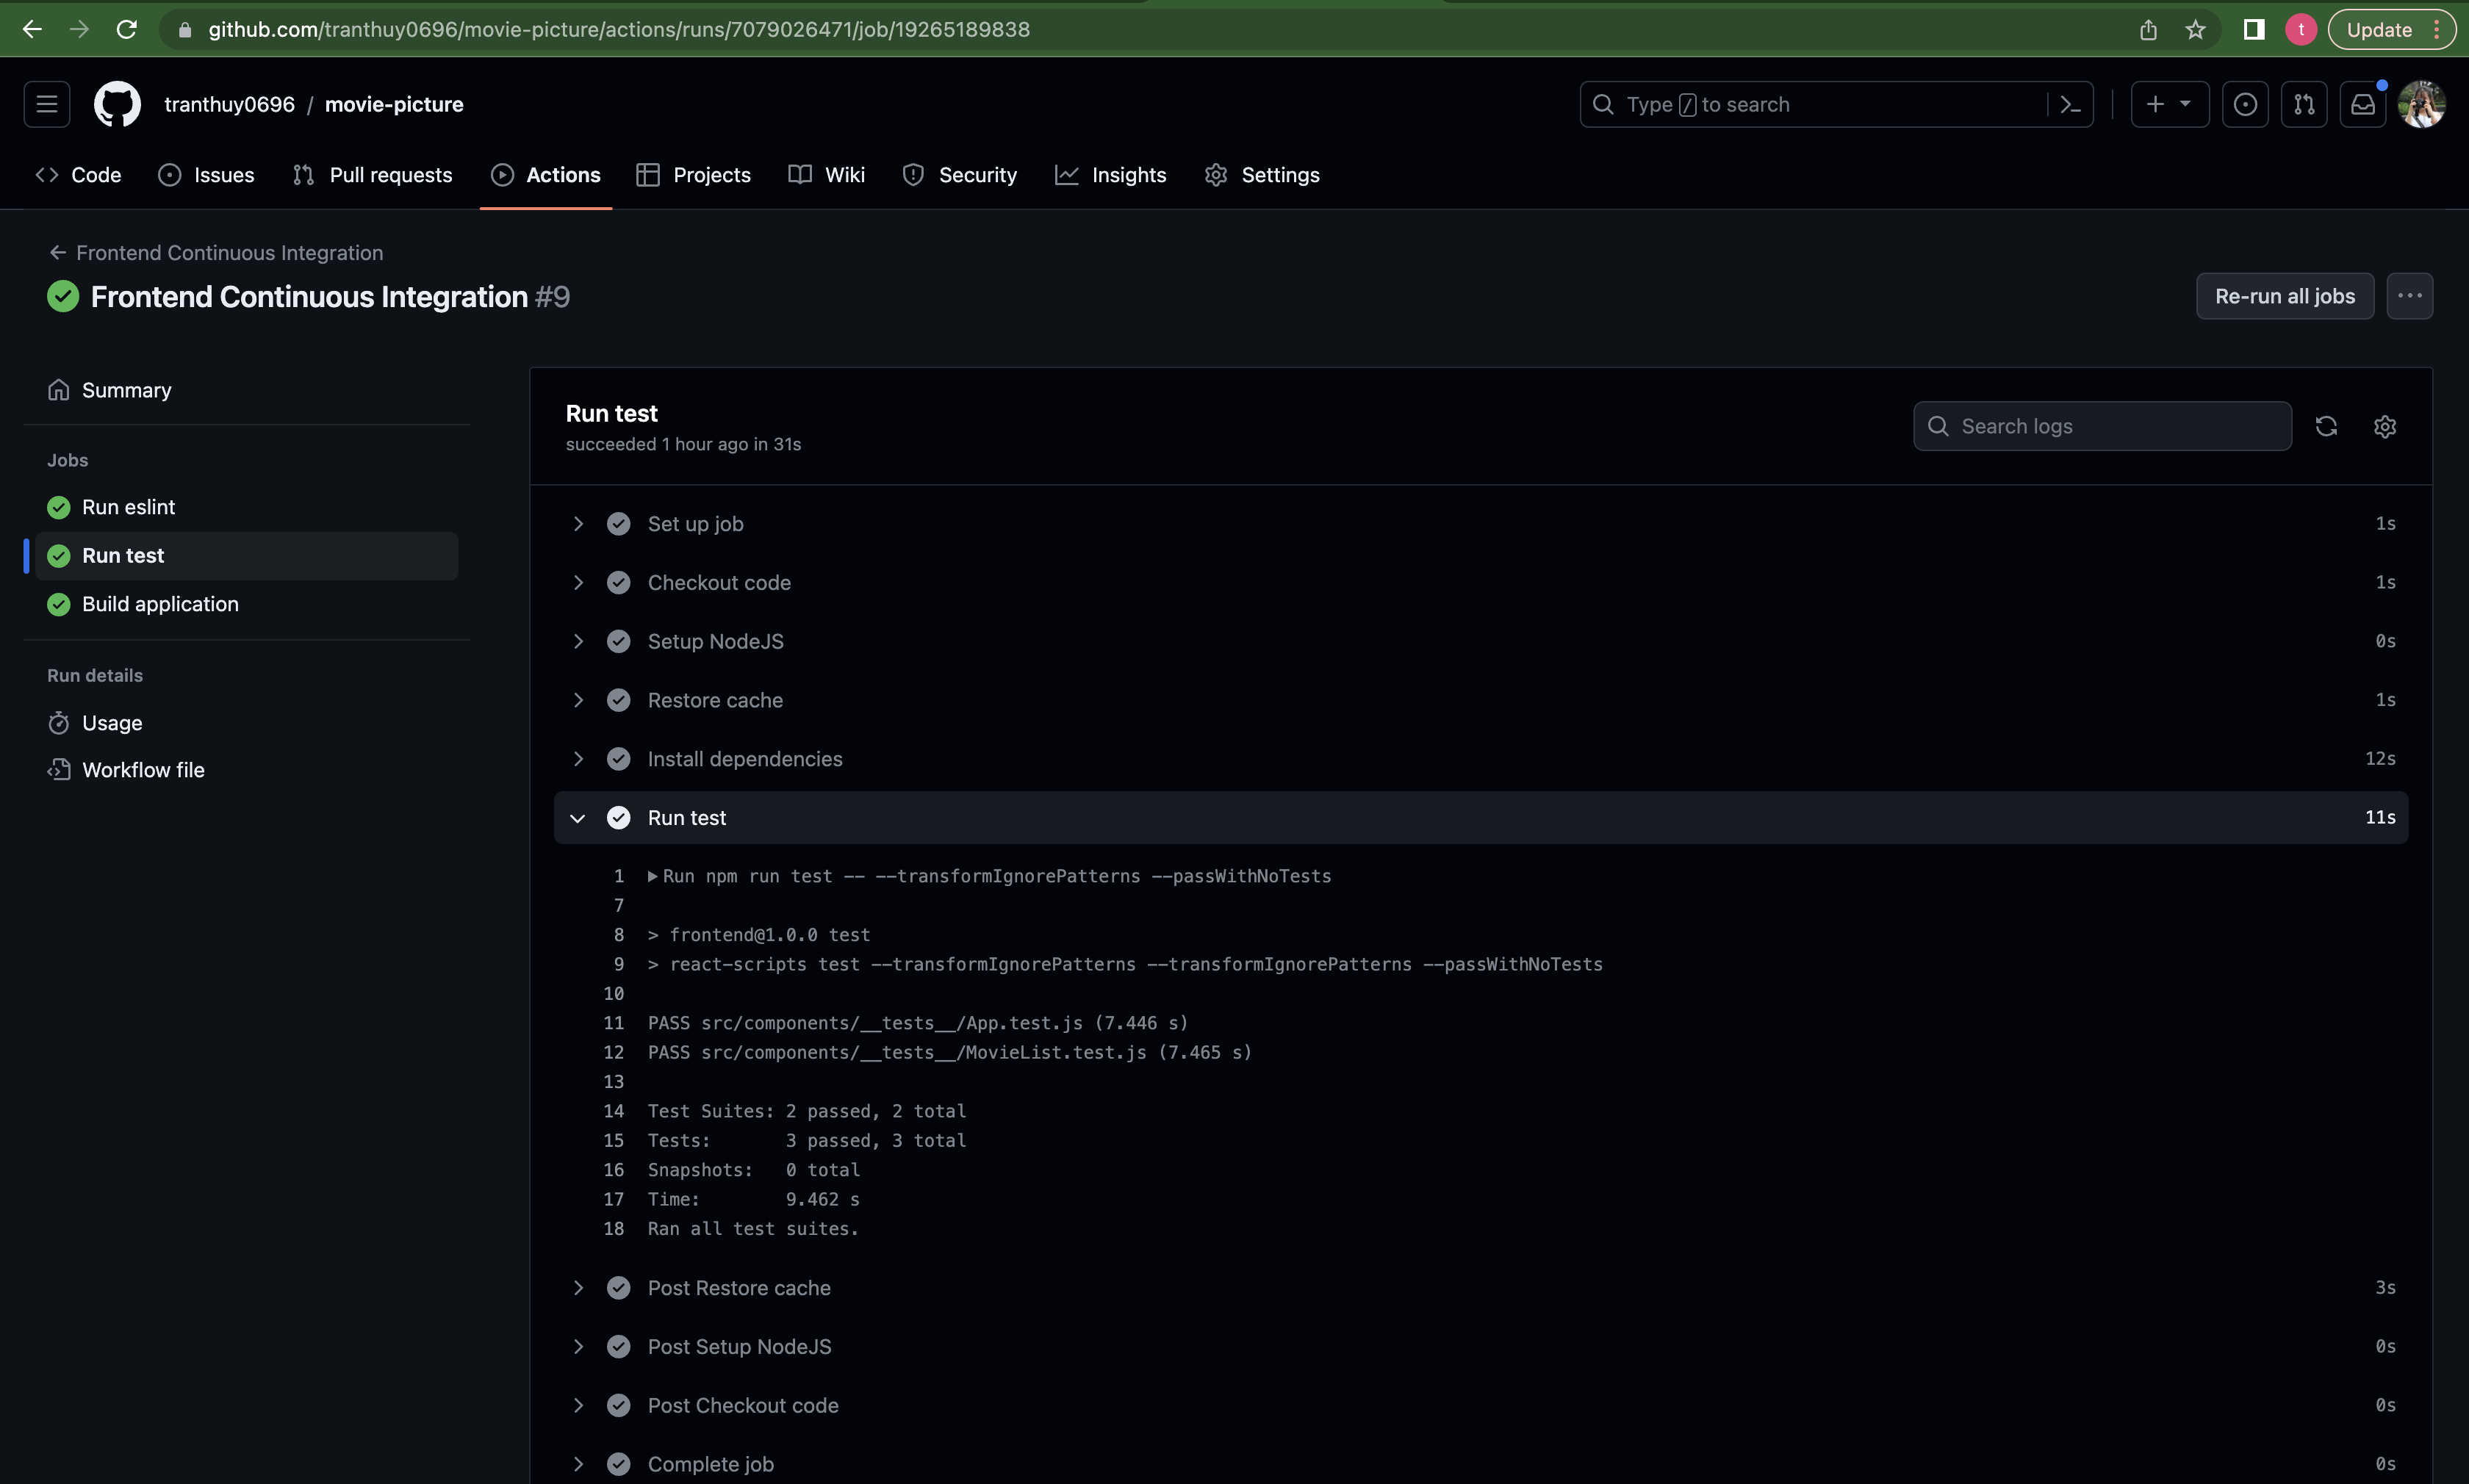 github.com/tranthuy0696/movie-picture/actions/runs/7079026471/job/19265189838
t
Update
tranthuy0696 / movie-picture
Type / to search
Code
Issues
Pull requests
Actions
Projects
Wiki
Security
Insights
Settings
Frontend Continuous Integration
Frontend Continuous Integration #9
Re-run all jobs
Summary
Jobs
Run eslint
Run test
Build application
Run details
Usage
Workflow file
Run test
succeeded 1 hour ago in 31s
Search logs
Set up job 1s
Checkout code 1s
Setup NodeJS 0s
Restore cache 1s
Install dependencies 12s
Run test 11s
1 Run npm run test -- --transformIgnorePatterns --passWithNoTests
7
8 > frontend@1.0.0 test
9 > react-scripts test --transformIgnorePatterns --transformIgnorePatterns --passWithNoTests
10
11 PASS src/components/__tests__/App.test.js (7.446 s)
12 PASS src/components/__tests__/MovieList.test.js (7.465 s)
13
14 Test Suites: 2 passed, 2 total
15 Tests: 3 passed, 3 total
16 Snapshots: 0 total
17 Time: 9.462 s
18 Ran all test suites.
Post Restore cache 3s
Post Setup NodeJS 0s
Post Checkout code 0s
Complete job 0s